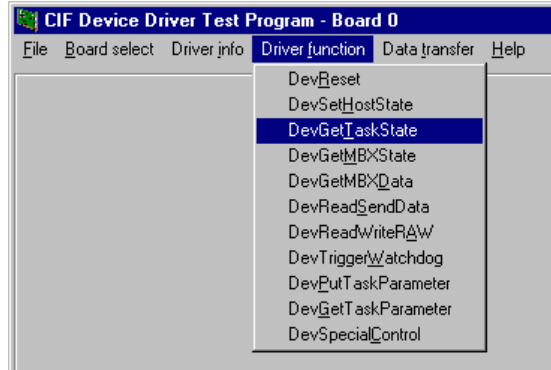 CIF Device Driver Test Program - Board 0
File Board select Driver info Driver function Data transfer Help
DevReset
DevSetHostState
DevGetTaskState
DevGetMBXState
DevGetMBXData
DevReadSendData
DevReadWriteRAW
DevTriggerWatchdog
DevPutTaskParameter
DevGetTaskParameter
DevSpecialControl